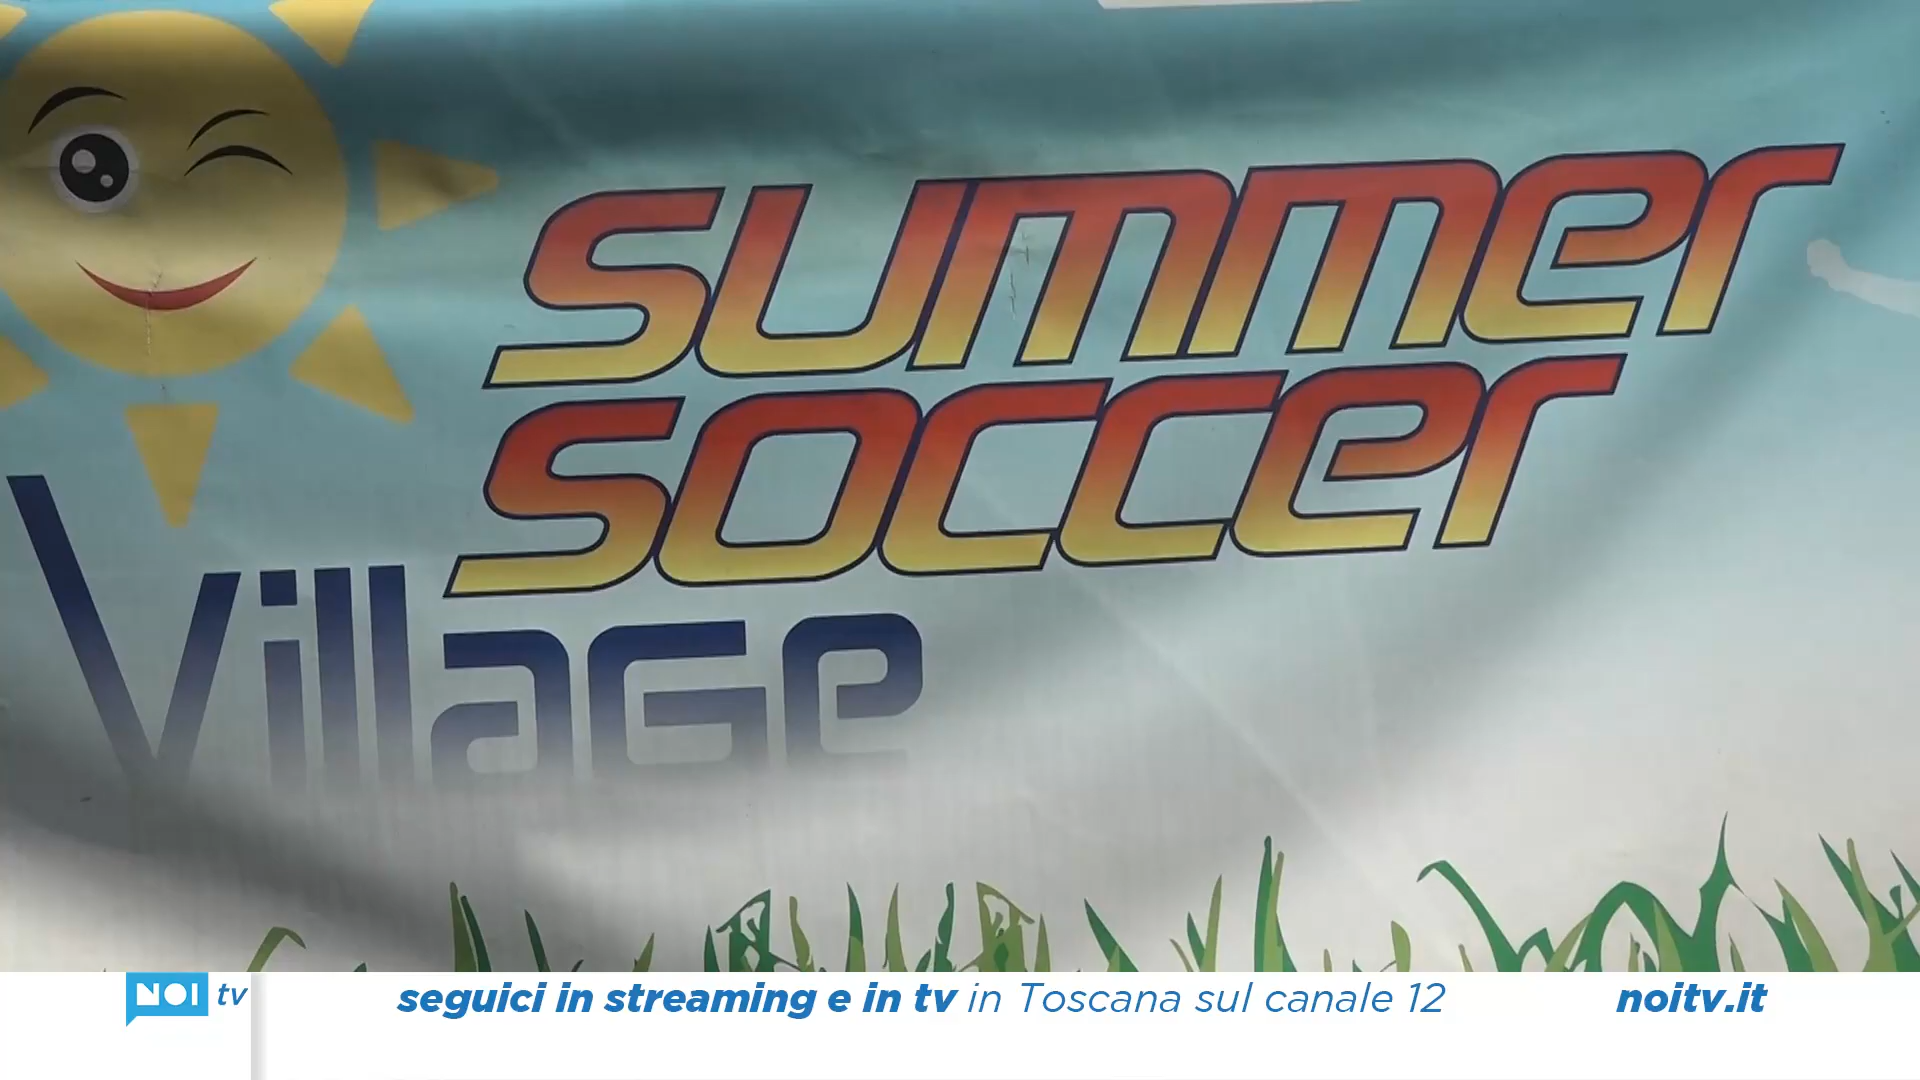 summer
soccer
Village
NOI tv
seguici in streaming e in tv in Toscana sul canale 12
noitv.it